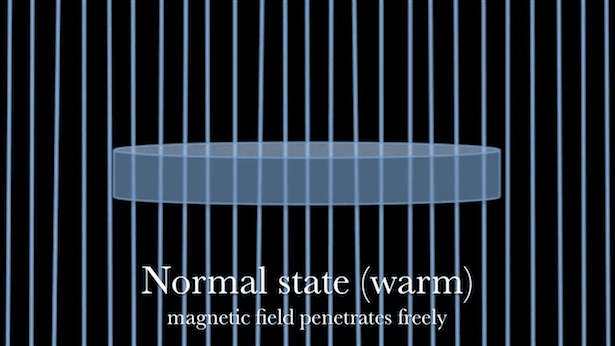 Normal state (warm)
magnetic field penetrates freely